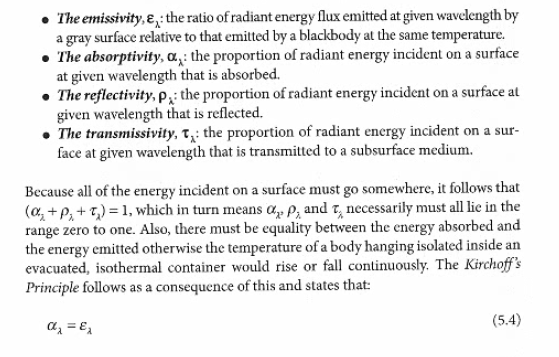 • The emissivity, ε_λ: the ratio of radiant energy flux emitted at given wavelength by
a gray surface relative to that emitted by a blackbody at the same temperature.
• The absorptivity, α_λ: the proportion of radiant energy incident on a surface
at given wavelength that is absorbed.
• The reflectivity, ρ_λ: the proportion of radiant energy incident on a surface at
given wavelength that is reflected.
• The transmissivity, τ_λ: the proportion of radiant energy incident on a sur-
face at given wavelength that is transmitted to a subsurface medium.
Because all of the energy incident on a surface must go somewhere, it follows that
(α_λ + ρ_λ + τ_λ) = 1, which in turn means α_λ, ρ_λ and τ_λ necessarily must all lie in the
range zero to one. Also, there must be equality between the energy absorbed and
the energy emitted otherwise the temperature of a body hanging isolated inside an
evacuated, isothermal container would rise or fall continuously. The Kirchoff's
Principle follows as a consequence of this and states that:
α_λ = ε_λ (5.4)